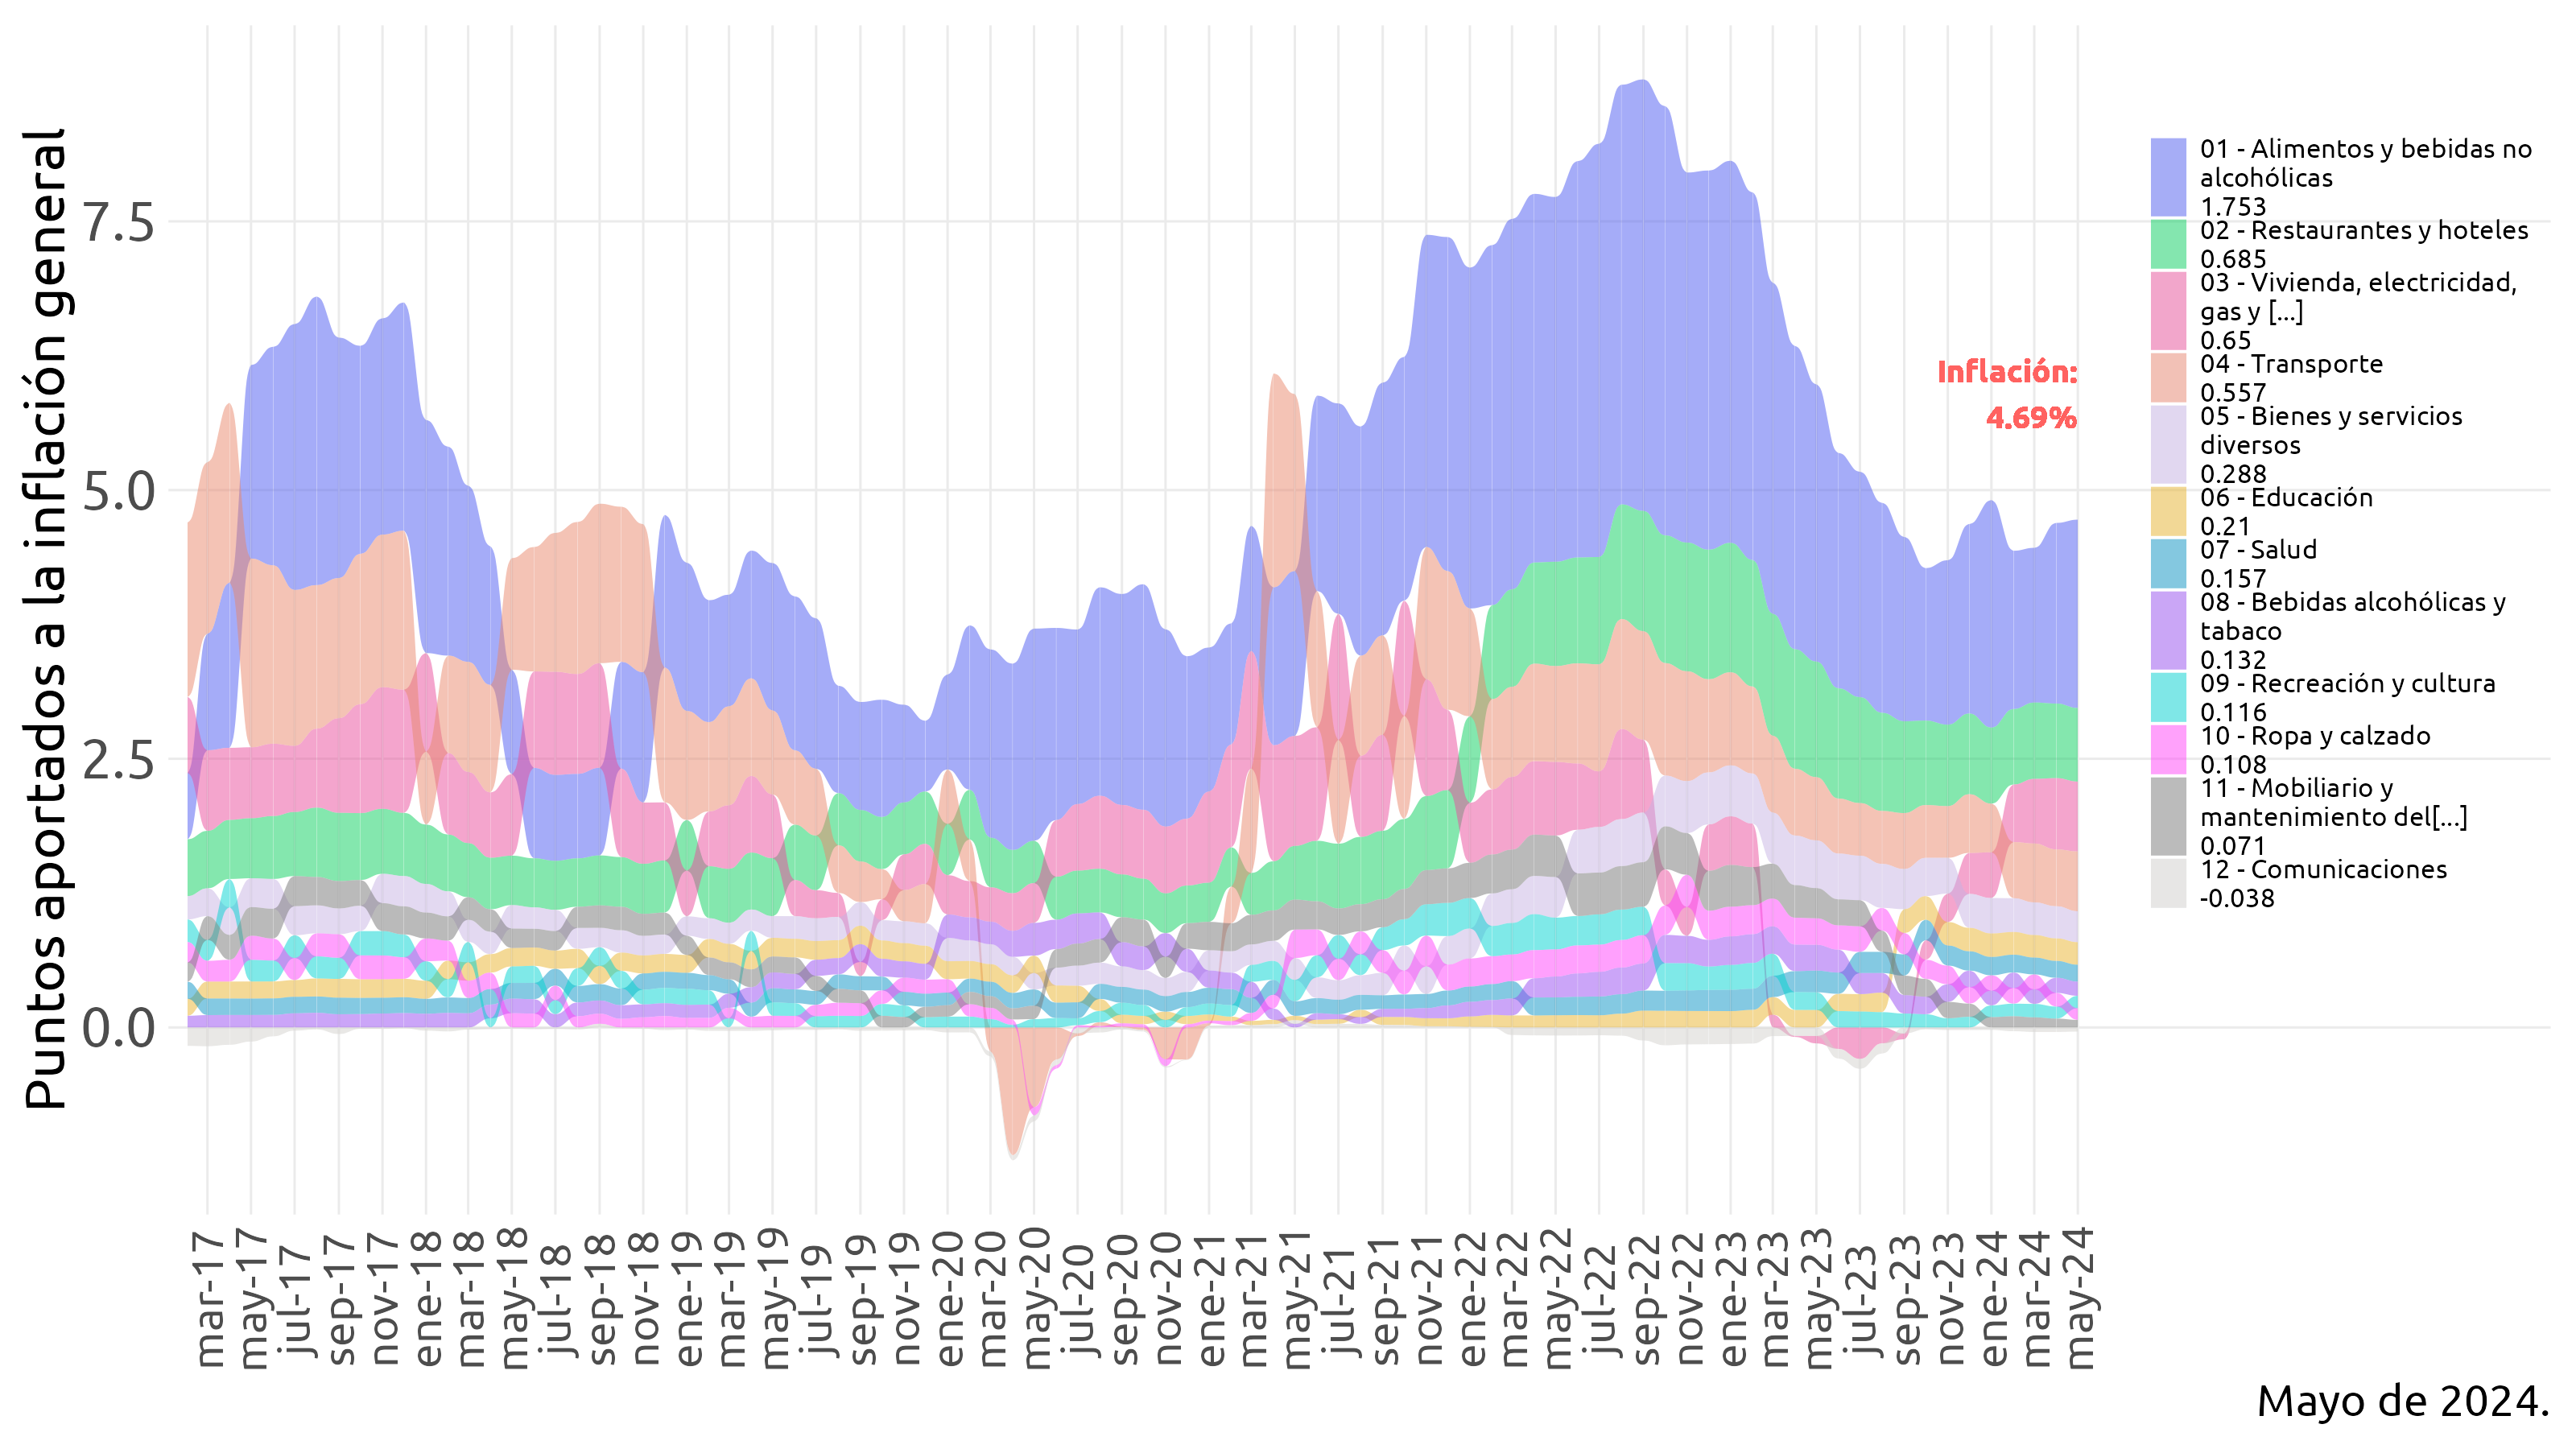 Puntos aportados a la inflación general
7.5
5.0
2.5
0.0
Inflación:
4.69%
01 - Alimentos y bebidas no
alcohólicas
1.753
02 - Restaurantes y hoteles
0.685
03 - Vivienda, electricidad,
gas y [...]
0.65
04 - Transporte
0.557
05 - Bienes y servicios
diversos
0.288
06 - Educación
0.21
07 - Salud
0.157
08 - Bebidas alcohólicas y
tabaco
0.132
09 - Recreación y cultura
0.116
10 - Ropa y calzado
0.108
11 - Mobiliario y
mantenimiento del[...]
0.071
12 - Comunicaciones
-0.038
mar-17
may-17
jul-17
sep-17
nov-17
ene-18
mar-18
may-18
jul-18
sep-18
nov-18
ene-19
mar-19
may-19
jul-19
sep-19
nov-19
ene-20
mar-20
may-20
jul-20
sep-20
nov-20
ene-21
mar-21
may-21
jul-21
sep-21
nov-21
ene-22
mar-22
may-22
jul-22
sep-22
nov-22
ene-23
mar-23
may-23
jul-23
sep-23
nov-23
ene-24
mar-24
may-24
Mayo de 2024.